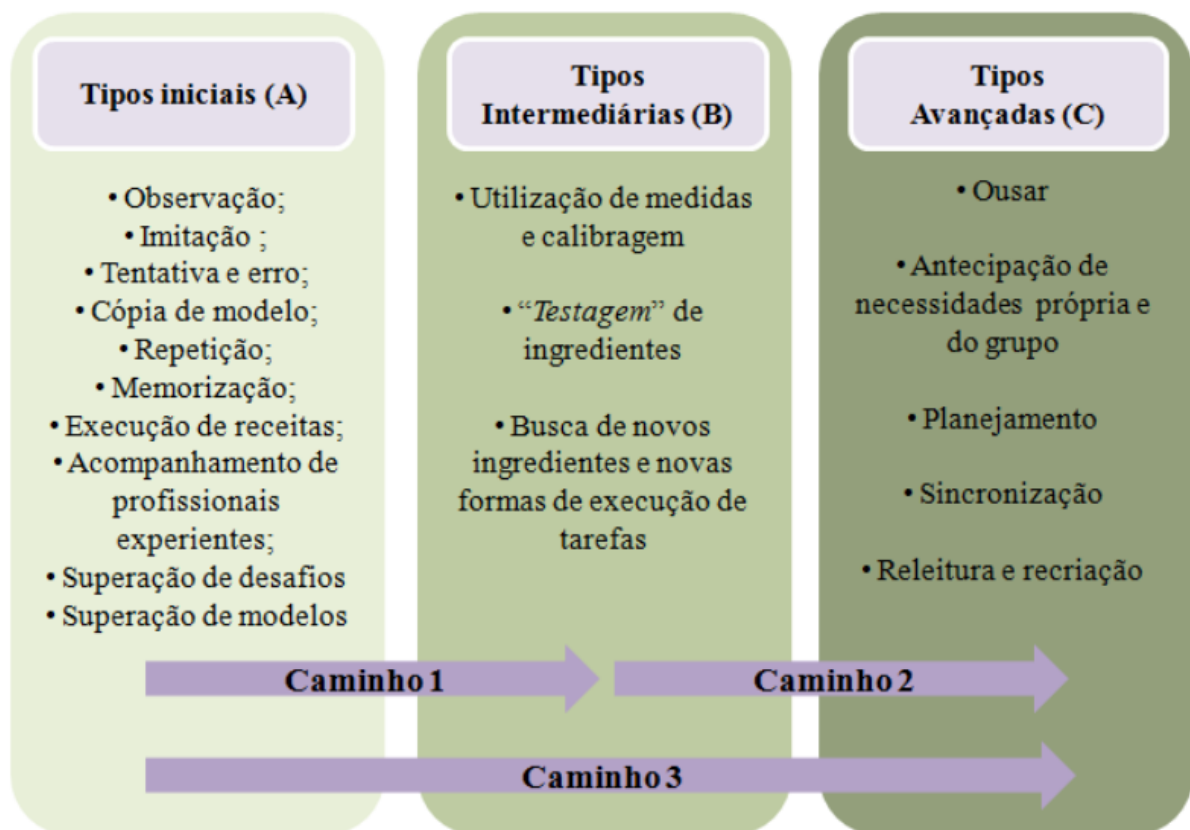 Tipos iniciais (A)
• Observação;
• Imitação ;
• Tentativa e erro;
• Cópia de modelo;
• Repetição;
• Memorização;
• Execução de receitas;
• Acompanhamento de
profissionais
experientes;
• Superação de desafios
• Superação de modelos
Tipos
Intermediárias (B)
• Utilização de medidas
e calibragem
• “Testagem” de
ingredientes
• Busca de novos
ingredientes e novas
formas de execução de
tarefas
Tipos
Avançadas (C)
• Ousar
• Antecipação de
necessidades própria e
do grupo
• Planejamento
• Sincronização
• Releitura e recriação
Caminho 1
Caminho 2
Caminho 3